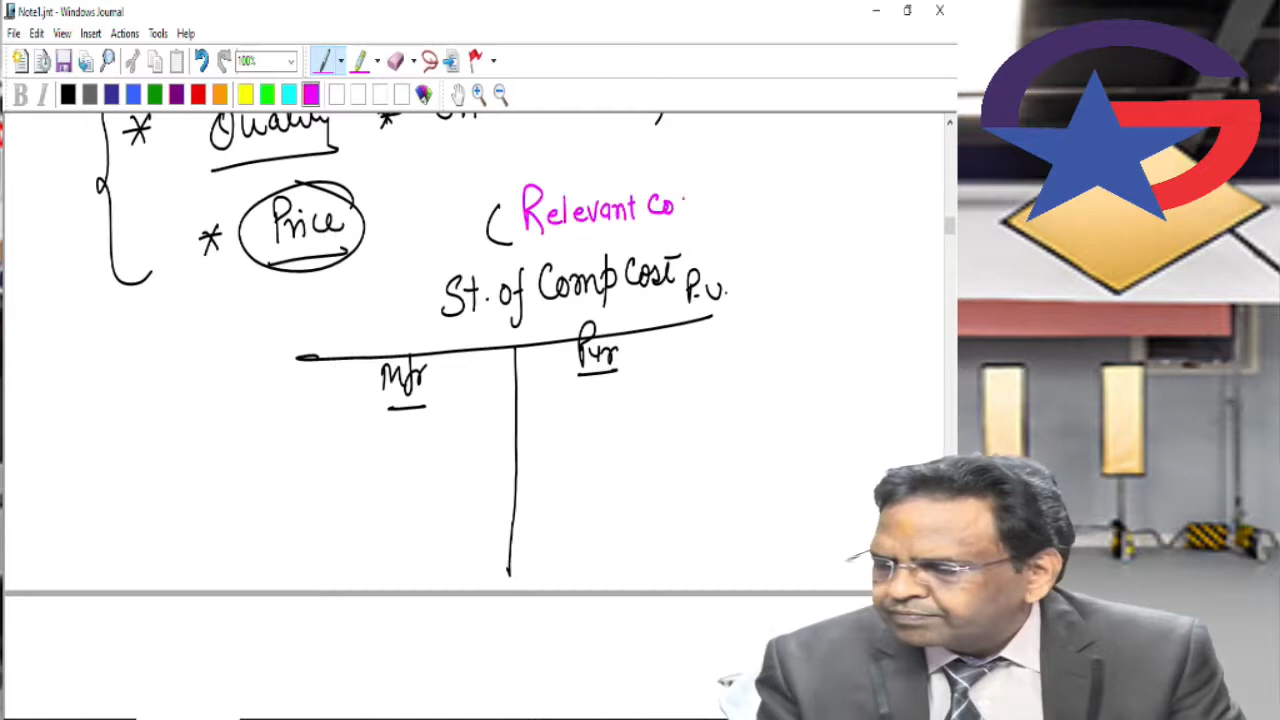 Note1.jnt - Windows Journal
File Edit View Insert Actions Tools Help
100%
B I
* Quality *
* Price
(Relevant Co
St. of Comp Cost P.U.
Mfr Pur